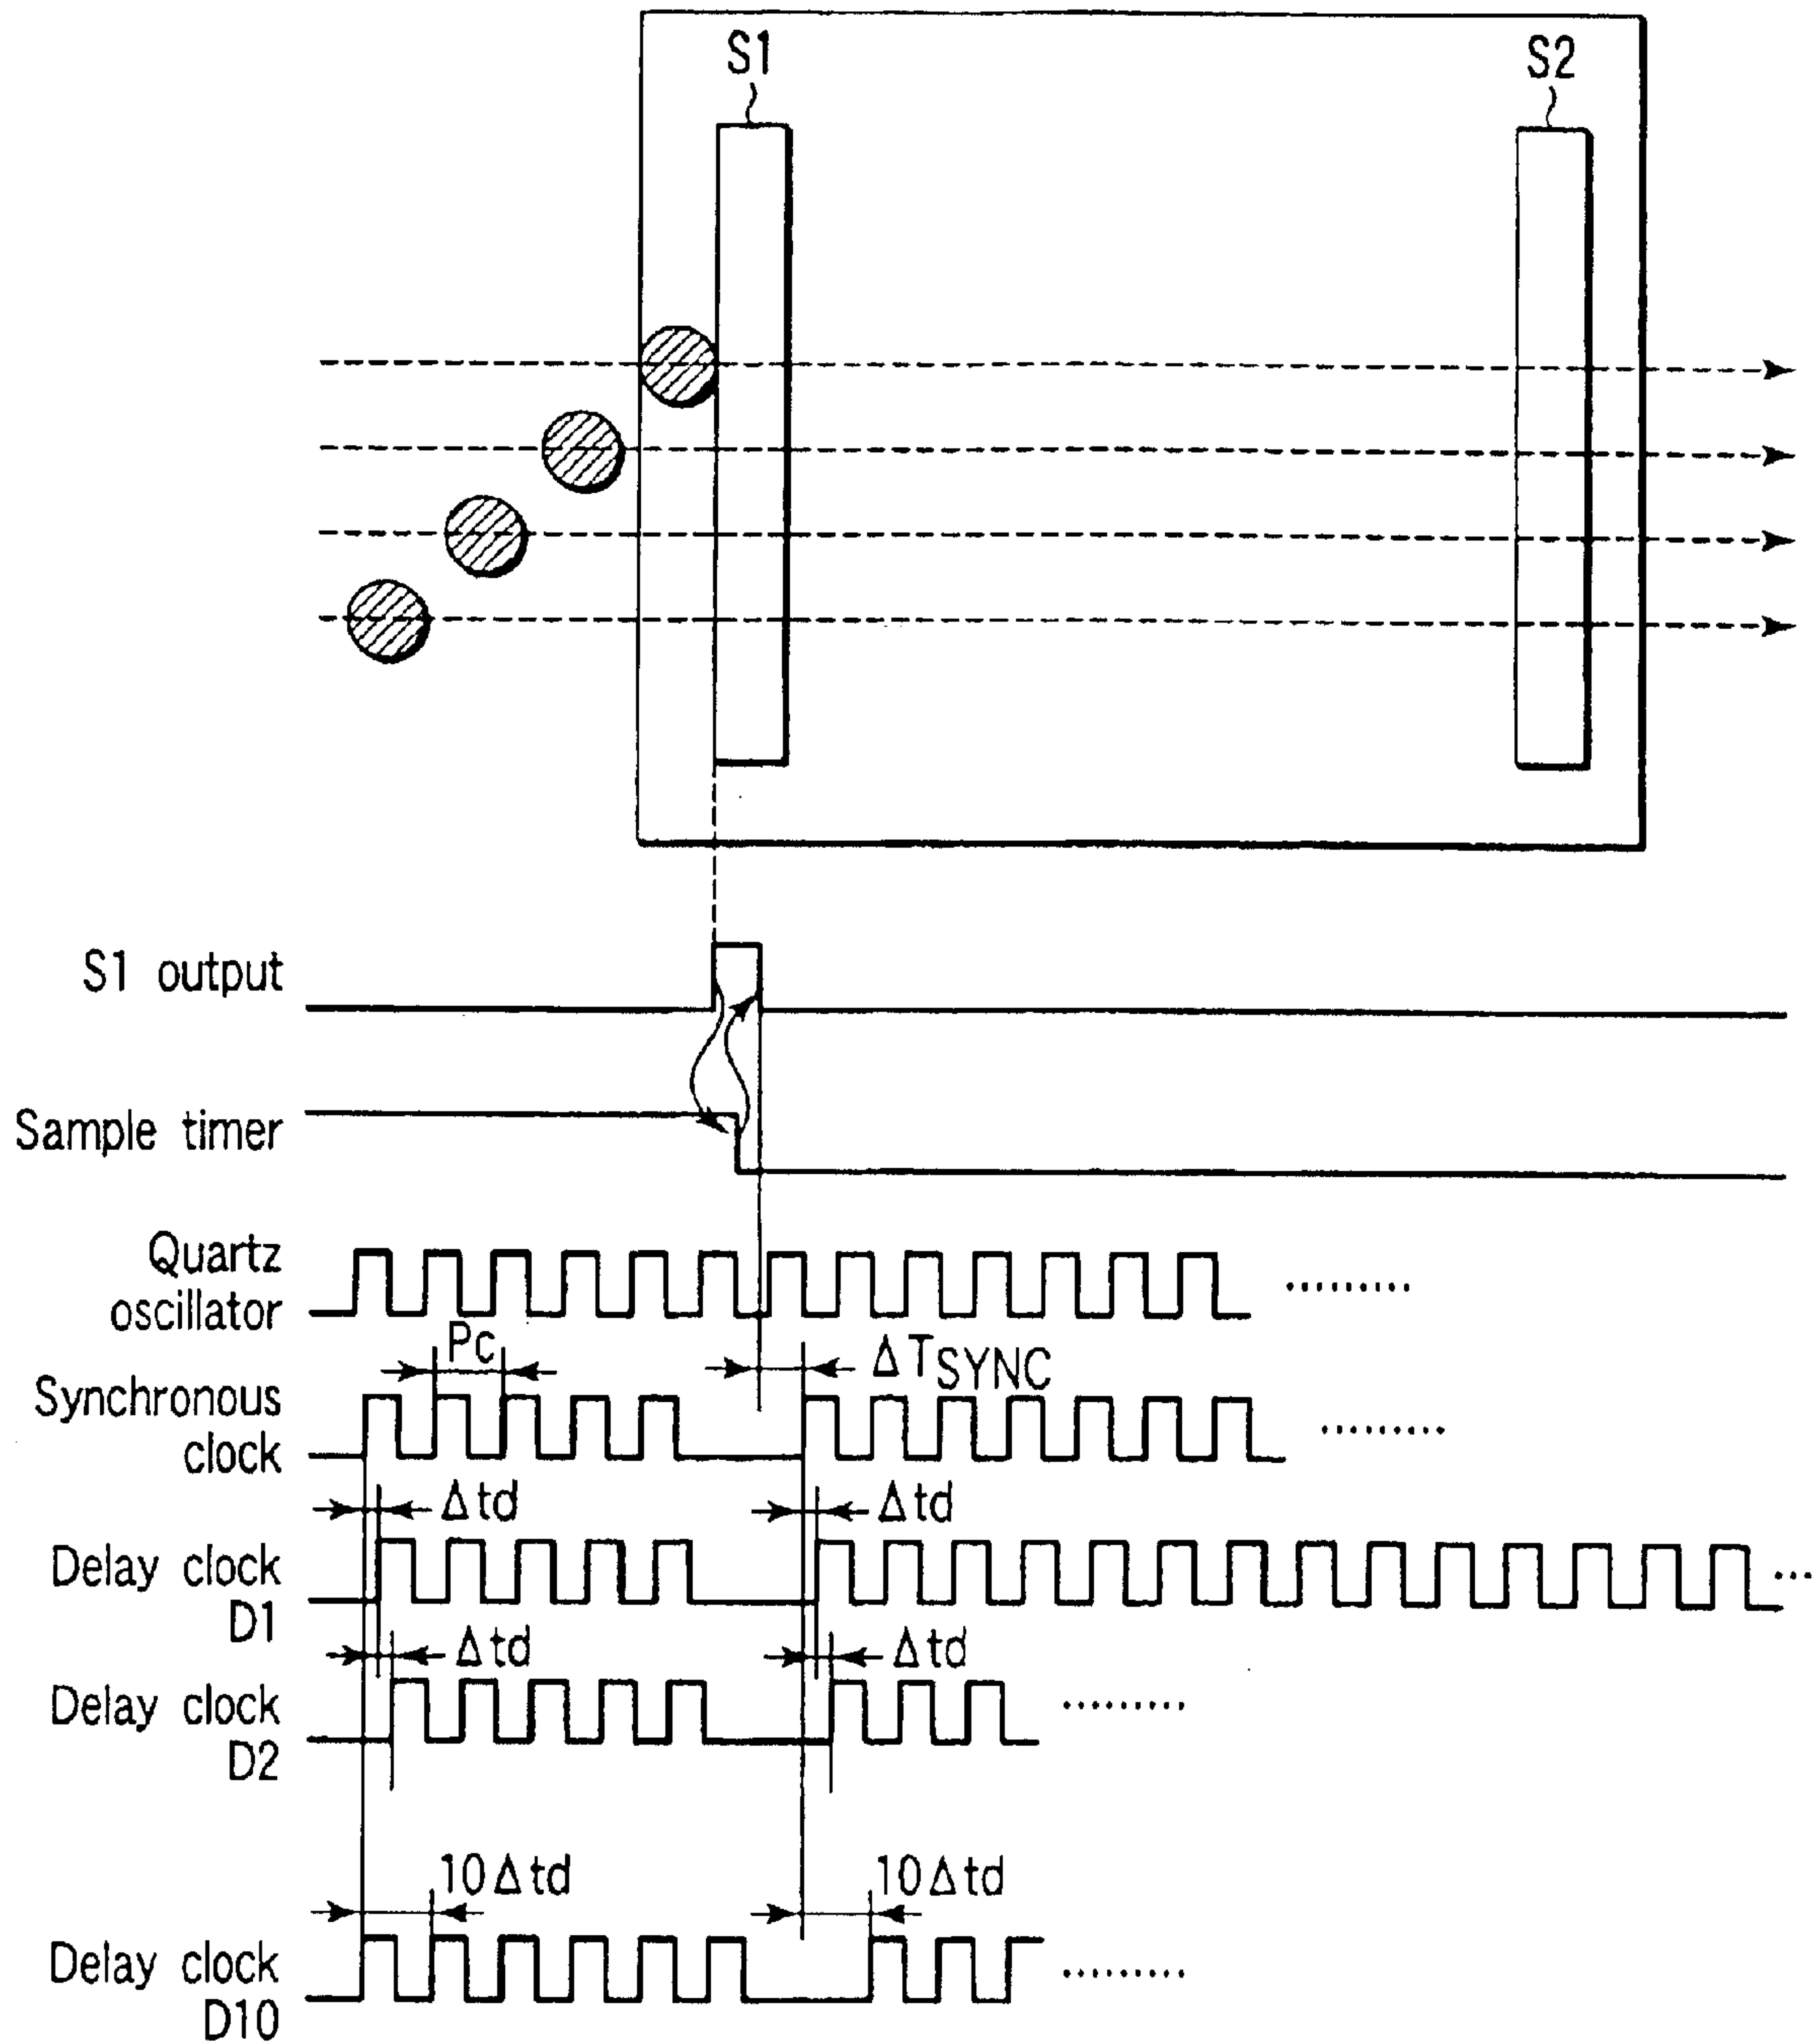 S1
S2
S1 output
Sample timer
Quartz
oscillator
Pc
ΔTSYNC
Synchronous
clock
Δtd
Δtd
Delay clock
D1
Δtd
Δtd
Delay clock
D2
10Δtd
10Δtd
Delay clock
D10